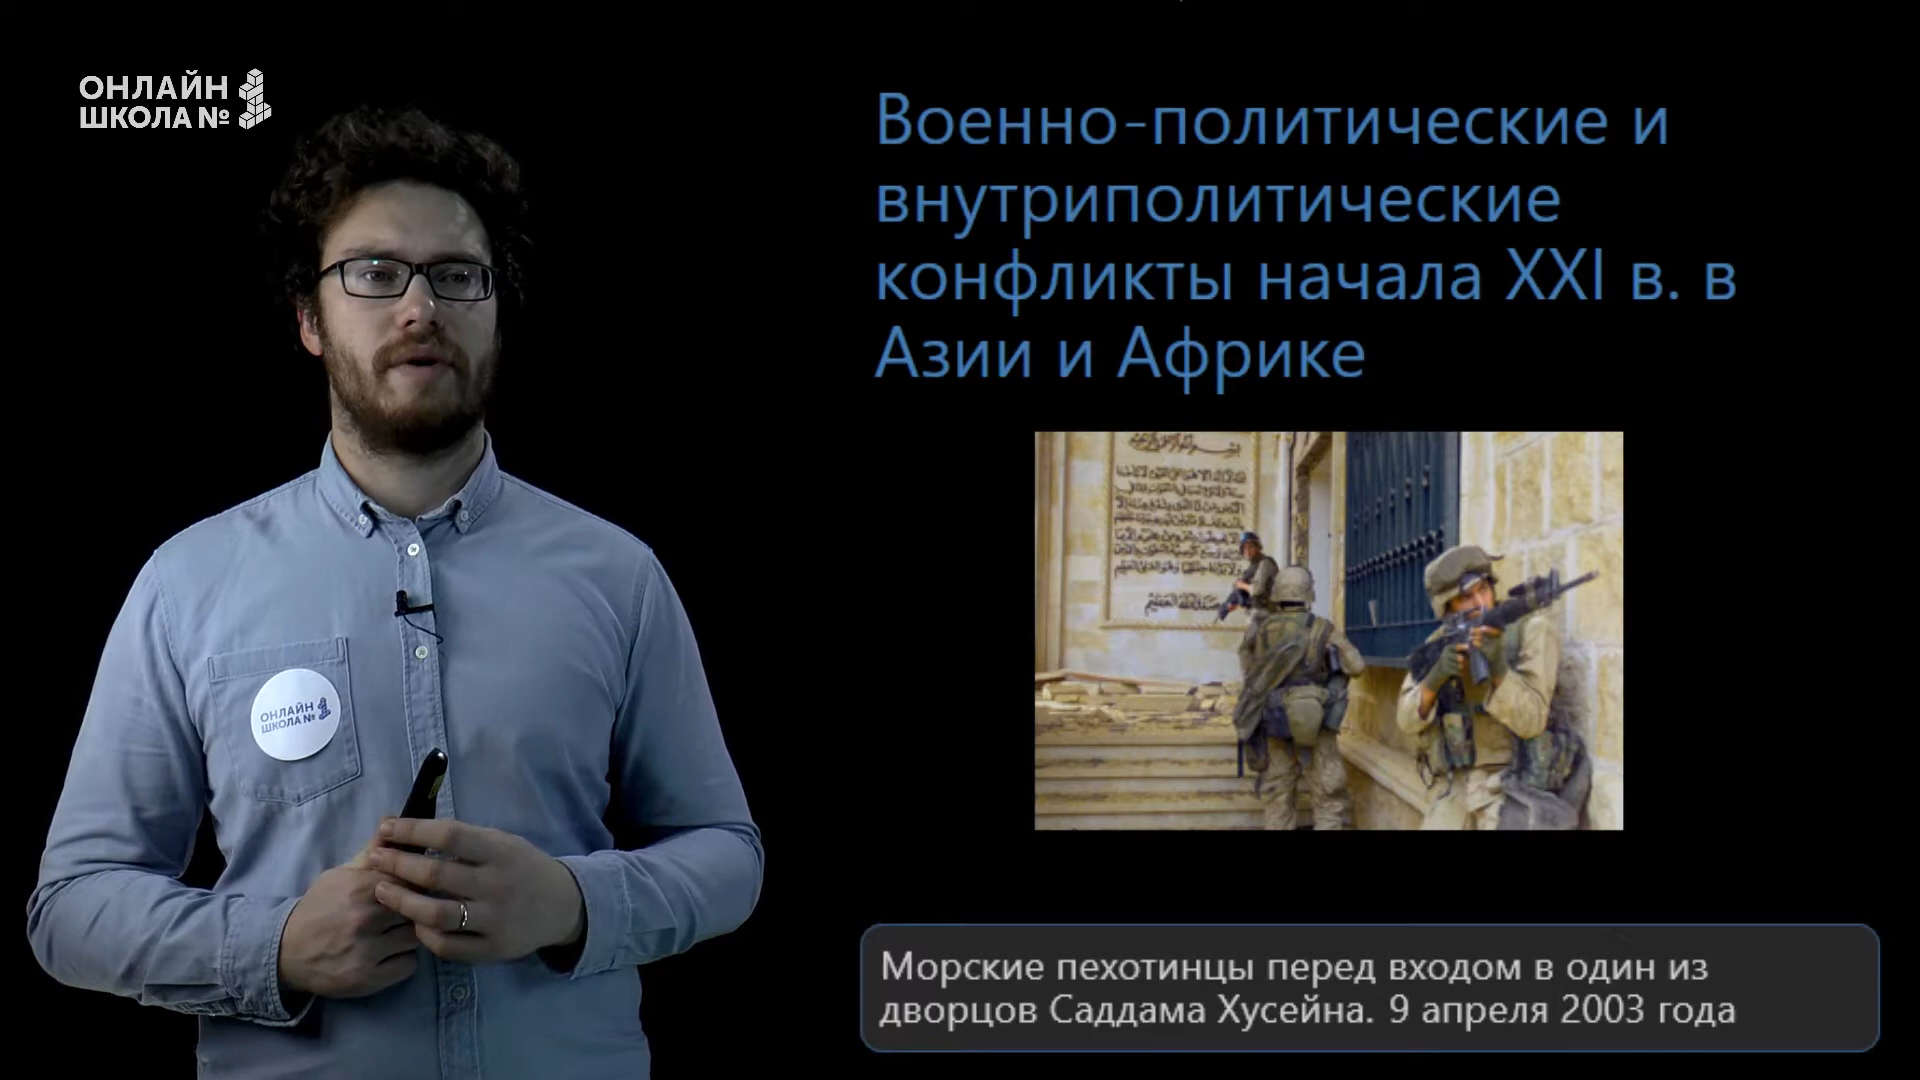 ОНЛАЙН
ШКОЛА №
Военно-политические и
внутриполитические
конфликты начала XXI в. в
Азии и Африке
ОНЛАЙН
ШКОЛА №
Морские пехотинцы перед входом в один из
дворцов Саддама Хусейна. 9 апреля 2003 года